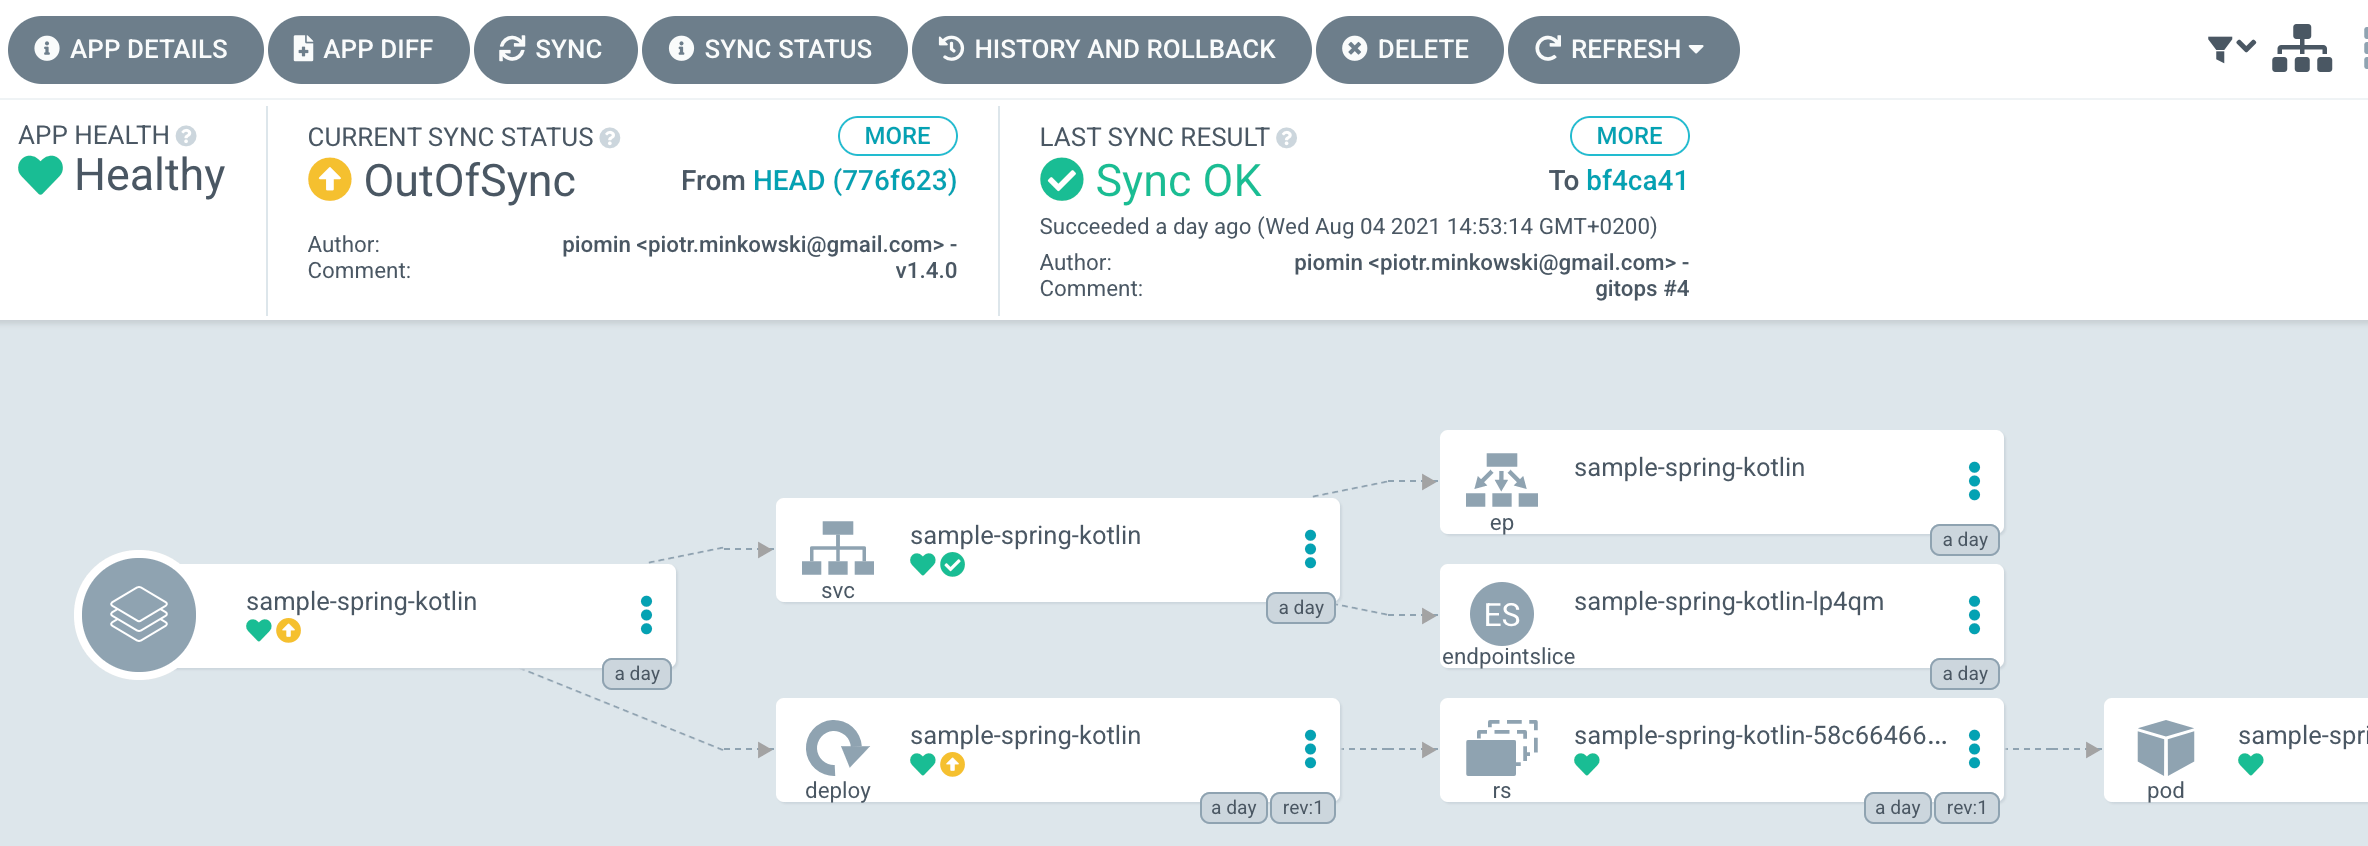 APP DETAILS
APP DIFF
SYNC
SYNC STATUS
HISTORY AND ROLLBACK
DELETE
REFRESH
APP HEALTH
Healthy
CURRENT SYNC STATUS
MORE
OutOfSync
From HEAD (776f623)
Author: piomin <piotr.minkowski@gmail.com> -
Comment: v1.4.0
LAST SYNC RESULT
MORE
Sync OK
To bf4ca41
Succeeded a day ago (Wed Aug 04 2021 14:53:14 GMT+0200)
Author: piomin <piotr.minkowski@gmail.com> -
Comment: gitops #4
sample-spring-kotlin
a day
svc
sample-spring-kotlin
a day
deploy
sample-spring-kotlin
a day
rev:1
ep
sample-spring-kotlin
a day
ES
endpointslice
sample-spring-kotlin-lp4qm
a day
rs
sample-spring-kotlin-58c66466...
a day
rev:1
pod
sample-spri